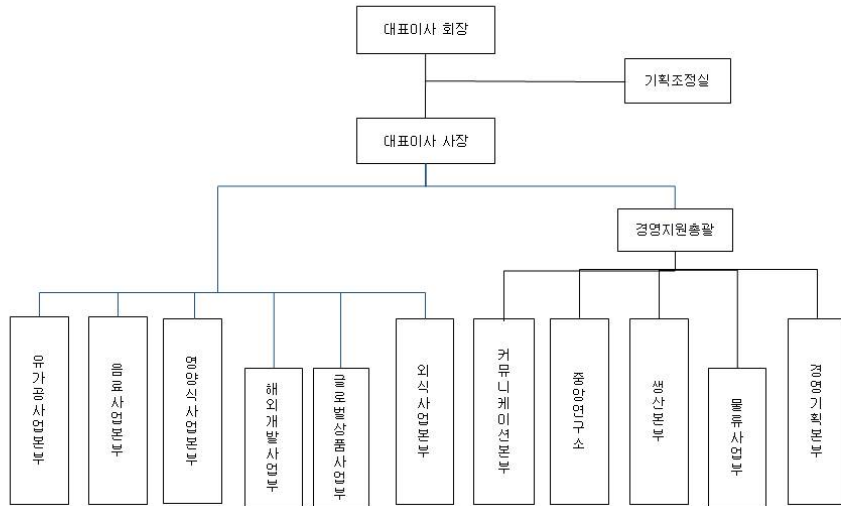 대표이사 회장
기획조정실
대표이사 사장
경영지원총괄
유가공사업본부
음료사업본부
영양식사업본부
해외개발사업부
글로벌상품사업부
외식사업본부
커뮤니케이션본부
중앙연구소
생산본부
물류사업부
경영기획본부